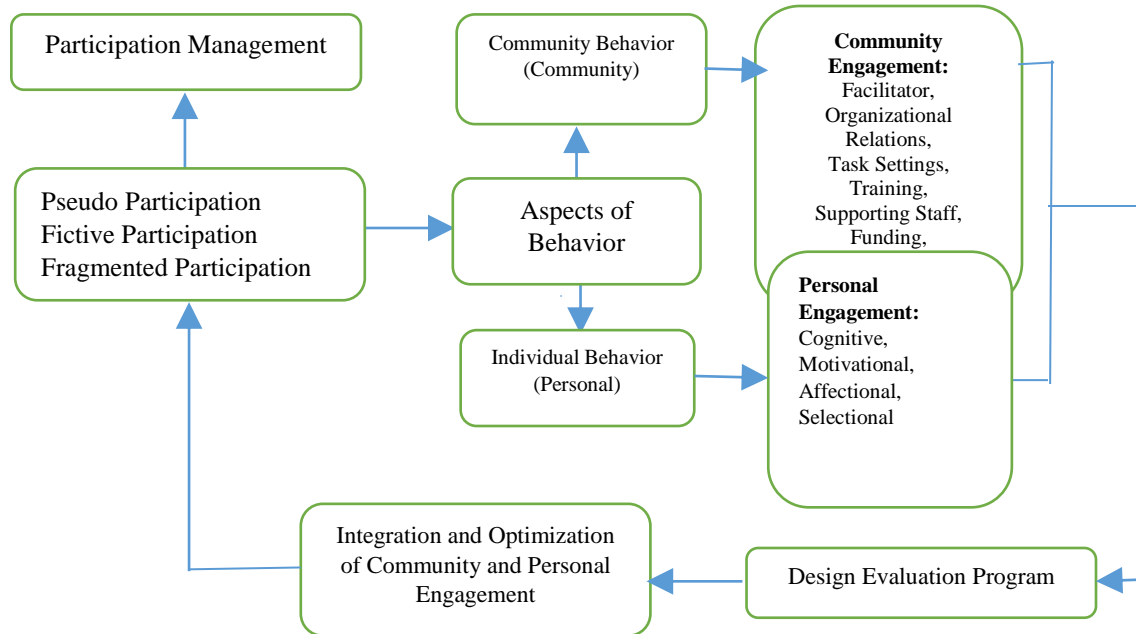 Participation Management
Pseudo Participation
Fictive Participation
Fragmented Participation
Aspects of
Behavior
Community Behavior
(Community)
Individual Behavior
(Personal)
Community
Engagement:
Facilitator,
Organizational
Relations,
Task Settings,
Training,
Supporting Staff,
Funding,
Personal
Engagement:
Cognitive,
Motivational,
Affectional,
Selectional
Design Evaluation Program
Integration and Optimization
of Community and Personal
Engagement